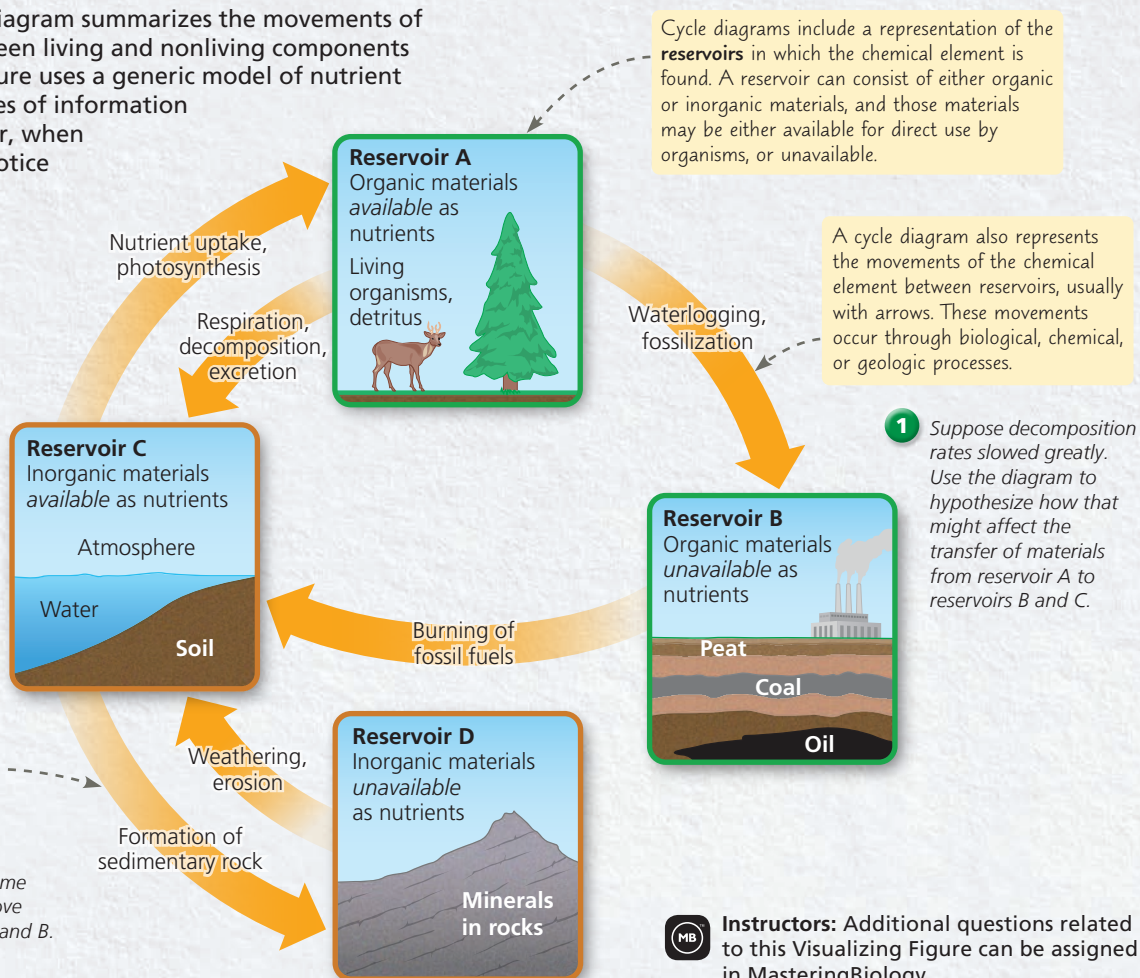 iagram summarizes the movements of
een living and nonliving components
ure uses a generic model of nutrient
es of information
r, when
otice
Cycle diagrams include a representation of the
reservoirs in which the chemical element is
found. A reservoir can consist of either organic
or inorganic materials, and those materials
may be either available for direct use by
organisms, or unavailable.
Reservoir A
Organic materials
available as
nutrients
Living
organisms,
detritus
Nutrient uptake,
photosynthesis
Respiration,
decomposition,
excretion
Waterlogging,
fossilization
A cycle diagram also represents
the movements of the chemical
element between reservoirs, usually
with arrows. These movements
occur through biological, chemical,
or geologic processes.
1 Suppose decomposition
rates slowed greatly.
Use the diagram to
hypothesize how that
might affect the
transfer of materials
from reservoir A to
reservoirs B and C.
Reservoir C
Inorganic materials
available as nutrients
Atmosphere
Water
Soil
Reservoir B
Organic materials
unavailable as
nutrients
Peat
Coal
Oil
Burning of
fossil fuels
Reservoir D
Inorganic materials
unavailable
as nutrients
Minerals
in rocks
Weathering,
erosion
Formation of
sedimentary rock
me
ove
and B.
MB Instructors: Additional questions related
to this Visualizing Figure can be assigned
in MasteringBiology